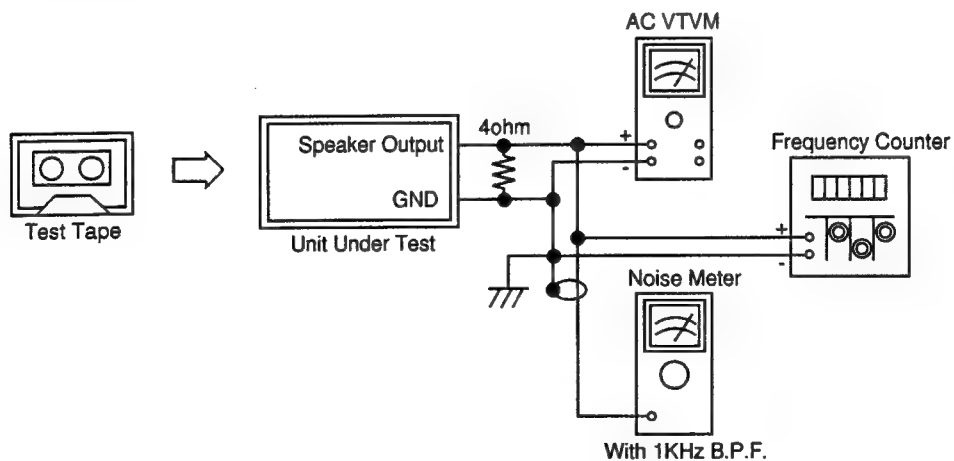 AC VTVM
4ohm
Speaker Output
+
-
Frequency Counter
GND
Test Tape
Unit Under Test
+
-
Noise Meter
With 1KHz B.P.F.